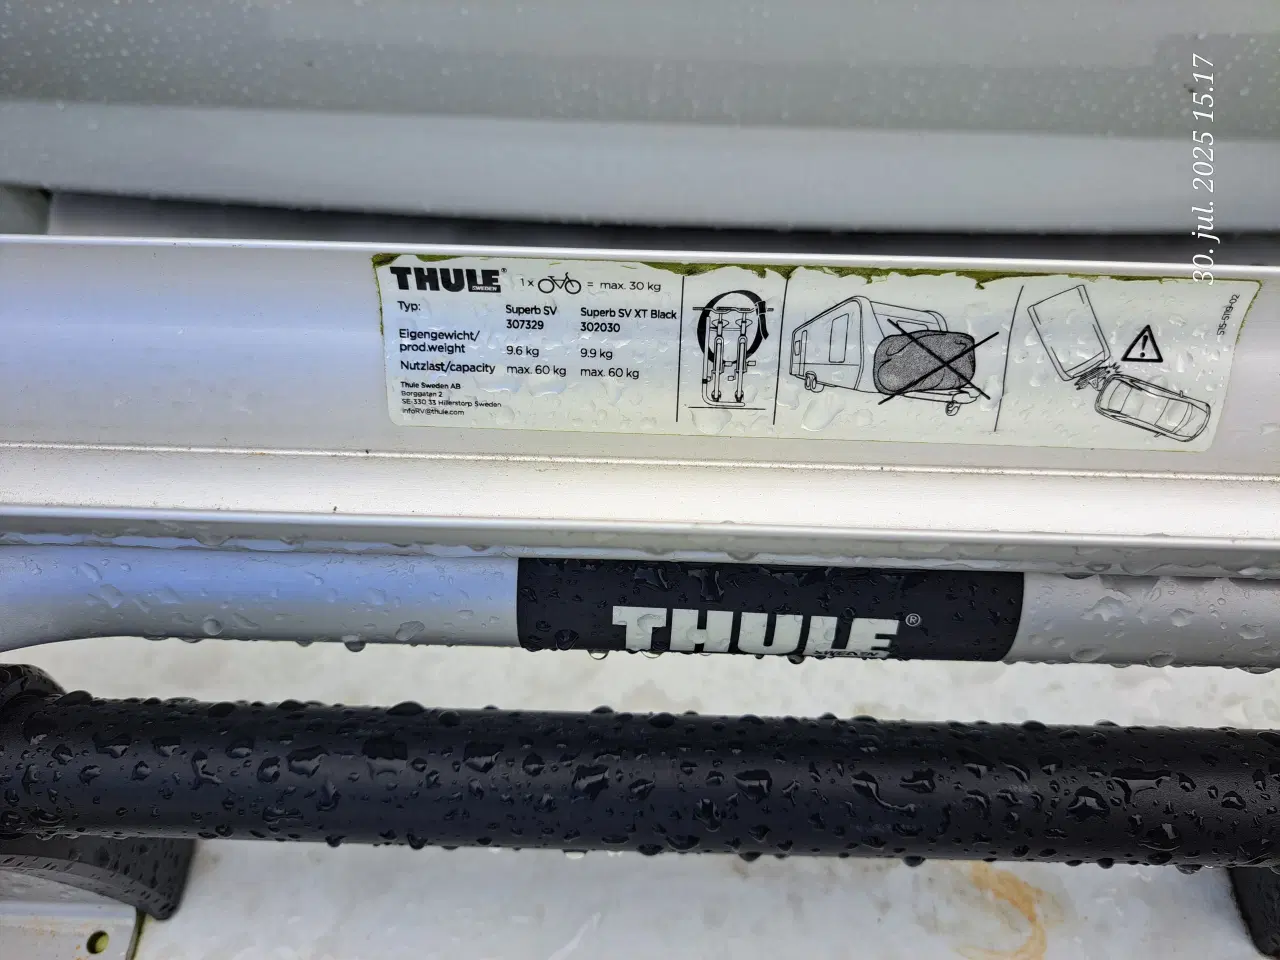 30. jul. 2025 15.17
THULE®
SWEDEN
1 x = max. 30 kg
Typ: Superb SV Superb SV XT Black
307329 302030
Eigengewicht/
prod.weight 9.6 kg 9.9 kg
Nutzlast/capacity max. 60 kg max. 60 kg
Thule Sweden AB
Borggatan 2
SE-330 33 Hillerstorp Sweden
infoRV@thule.com
THULE®
SWEDEN